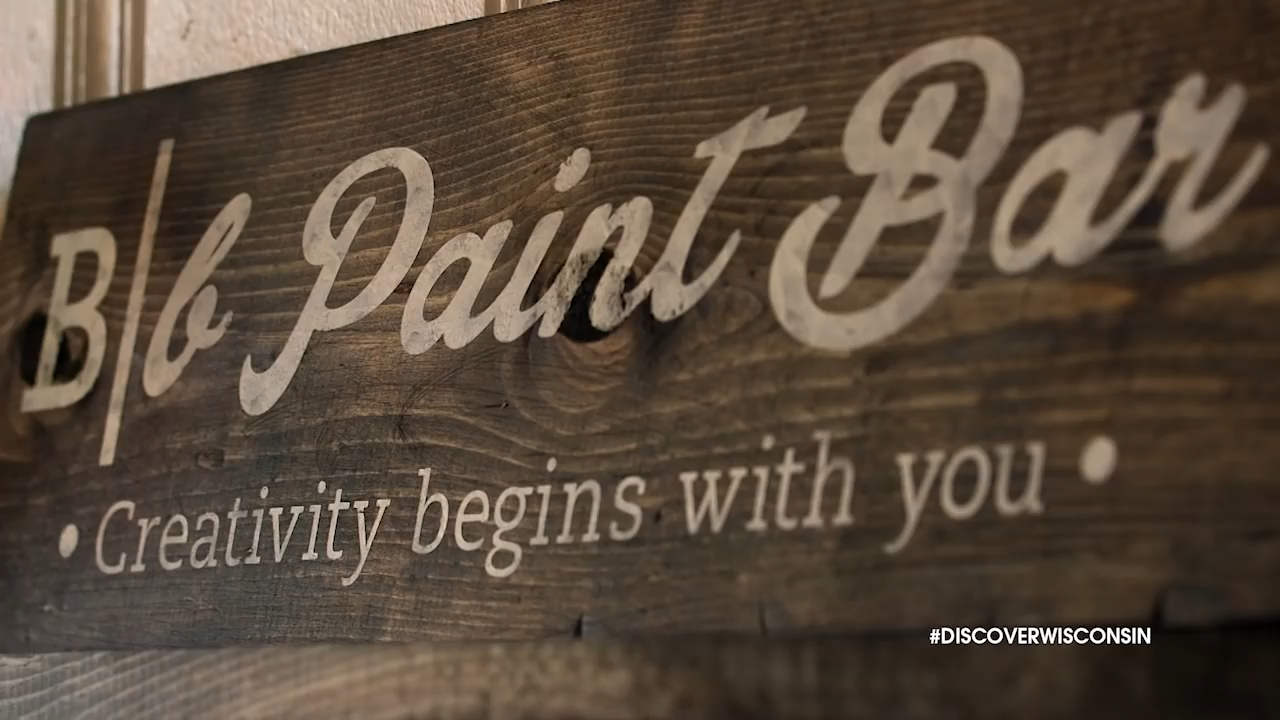 B|b Paint Bar
• Creativity begins with you •
#DISCOVERWISCONSIN